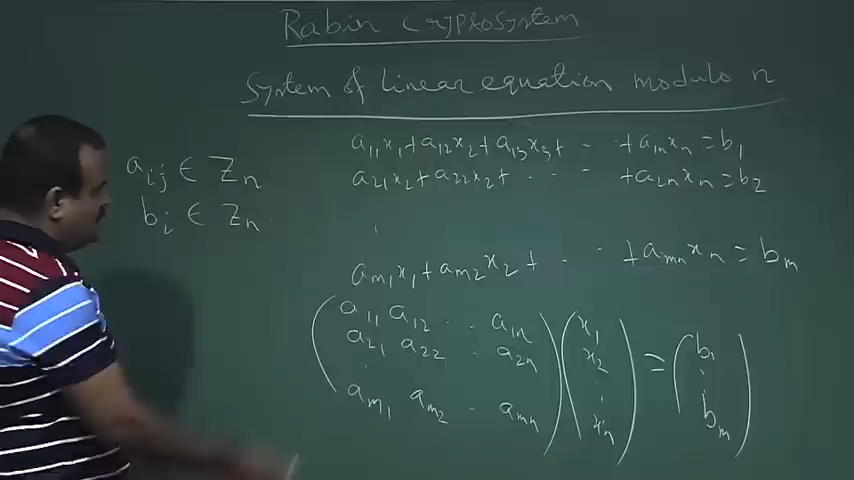 Rabin Cryptosystem
System of linear equation modulo n
a₁₁x₁+a₁₂x₂+a₁₃x₃+ - - +a₁ₙxₙ=b₁
a₂₁x₂+a₂₂x₂+ - - - +a₂ₙxₙ=b₂
aₘ₁x₁+aₘ₂x₂+ - - +aₘₙxₙ=bₘ
aᵢⱼ ∈ Zₙ
bᵢ ∈ Zₙ
(a₁₁ a₁₂ - - a₁ₙ) (x₁) = (b₁)
a₂₁ a₂₂ - a₂ₙ x₂ .
. . .
aₘ₁ aₘ₂ - aₘₙ xₙ bₘ